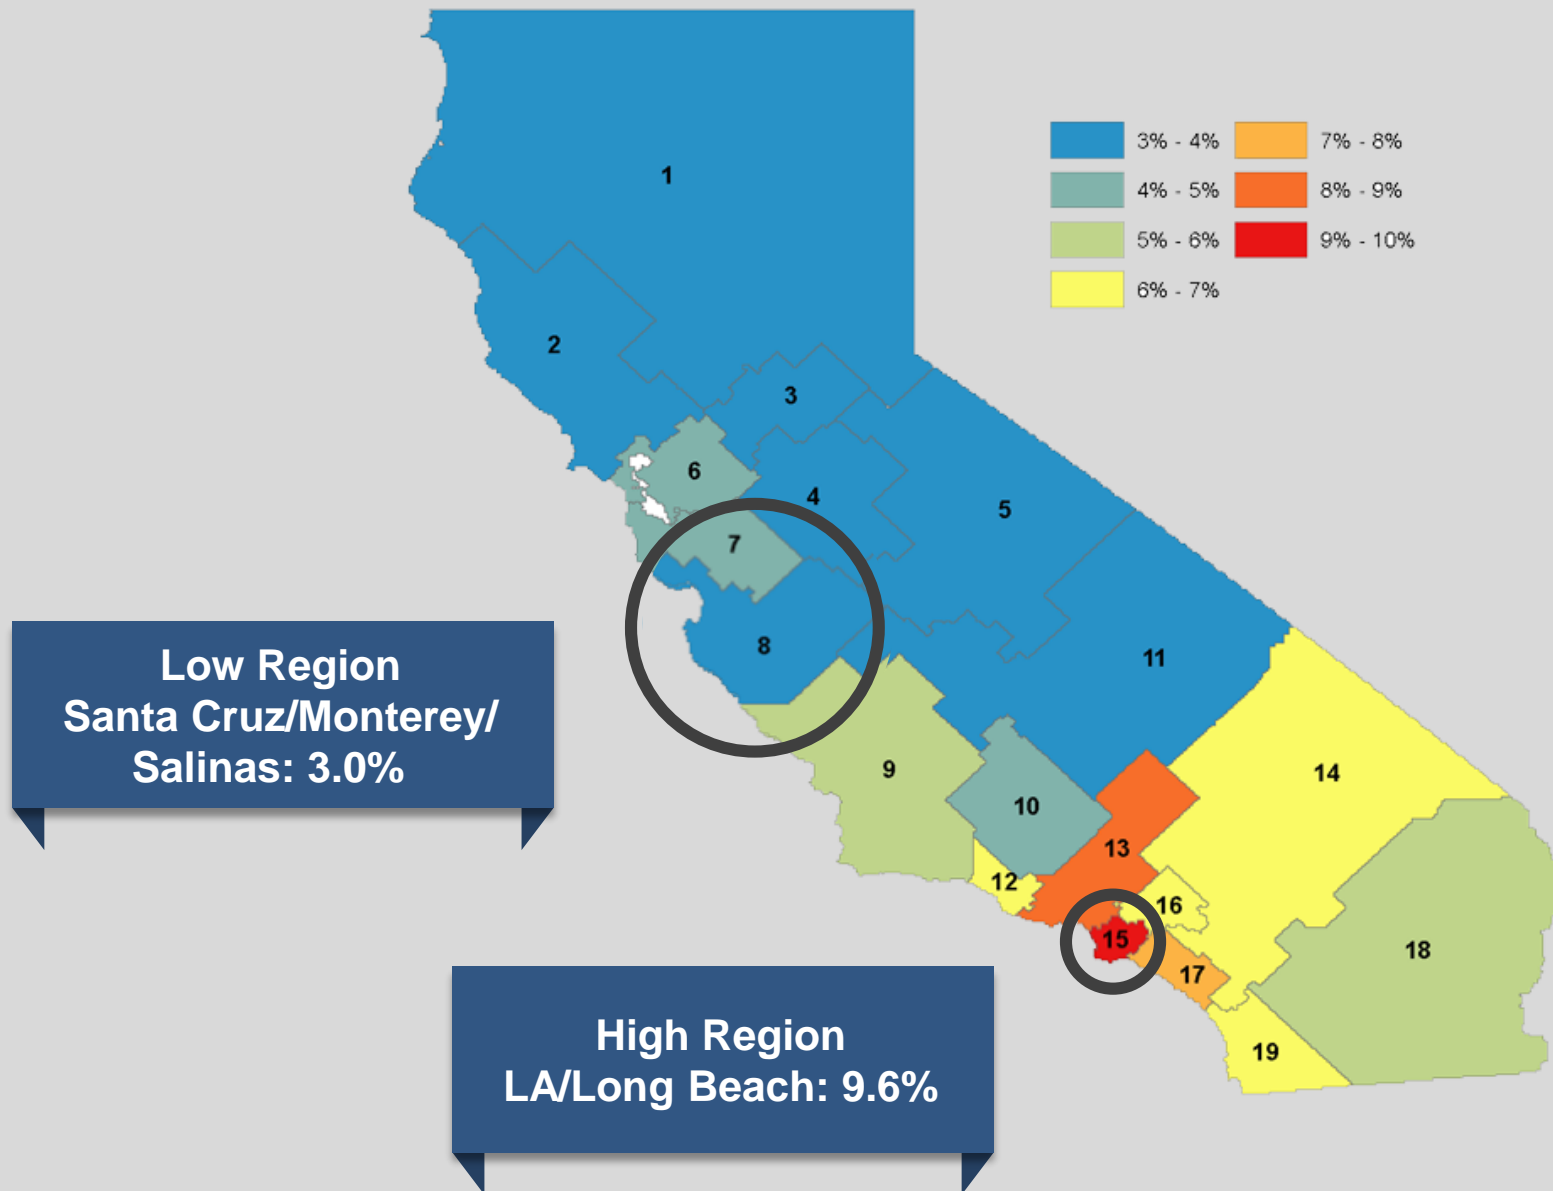 1
3% - 4%
7% - 8%
4% - 5%
8% - 9%
5% - 6%
9% - 10%
6% - 7%
2
3
6
4
5
7
8
11
Low Region
Santa Cruz/Monterey/
Salinas: 3.0%
9
14
10
13
12
16
15
18
17
High Region
LA/Long Beach: 9.6%
19